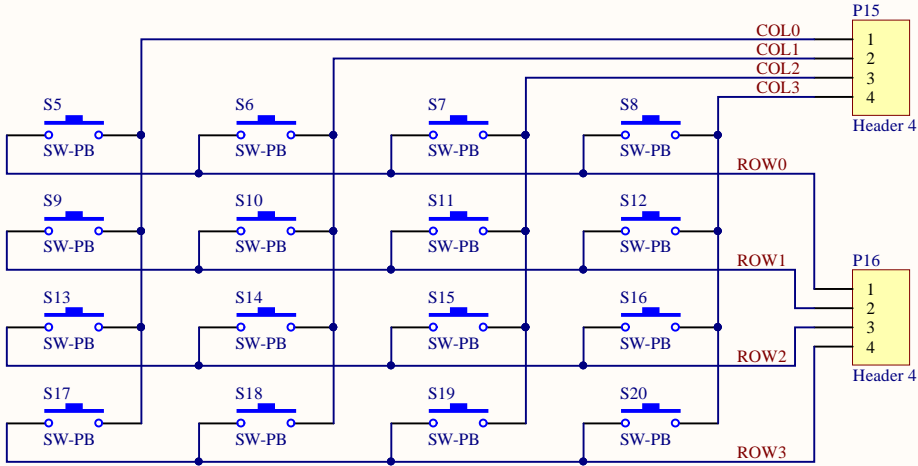 P15
COL0
1
COL1
2
COL2
3
COL3
4
Header 4
S5 S6 S7 S8
SW-PB SW-PB SW-PB SW-PB
ROW0
S9 S10 S11 S12
SW-PB SW-PB SW-PB SW-PB
ROW1
P16
1
2
3
4
Header 4
S13 S14 S15 S16
SW-PB SW-PB SW-PB SW-PB
ROW2
S17 S18 S19 S20
SW-PB SW-PB SW-PB SW-PB
ROW3